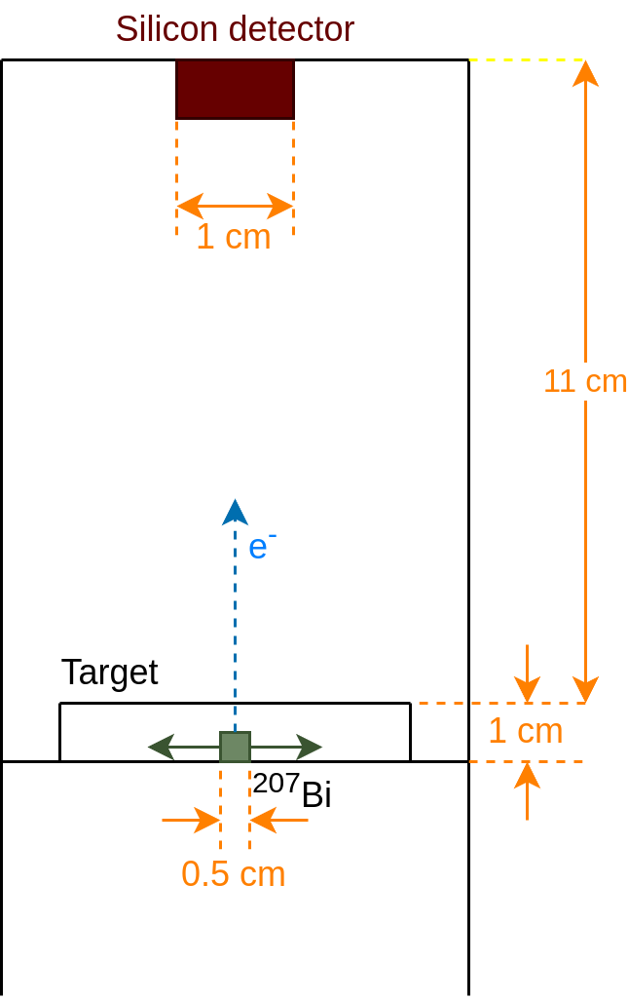 Silicon detector
1 cm
11 cm
e⁻
Target
1 cm
²⁰⁷Bi
0.5 cm